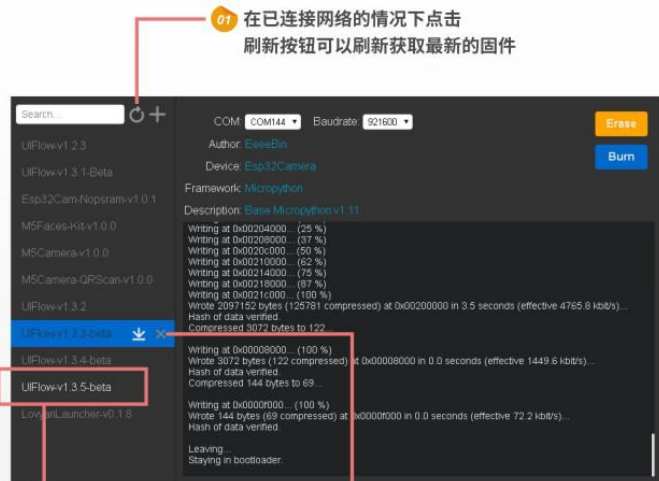 01 在已连接网络的情况下点击
刷新按钮可以刷新获取最新的固件
Search...
UIFlow-v1.2.3
UIFlow-v1.3.1-Beta
Esp32Cam-Nopsram-v1.0.1
M5Faces-Kit-v1.0.0
M5Camera-v1.0.0
M5Camera-QRScan-v1.0.0
UIFlow-v1.3.2
UIFlow-v1.3.3-beta
UIFlow-v1.3.4-beta
UIFlow-v1.3.5-beta
LovyanLauncher-v0.1.8
COM: COM144 Baudrate: 921600
Erase
Author: EeeeBin
Burn
Device: Esp32Camera
Framework: Micropython
Description: Base Micropython v1.11
Writing at 0x00204000... (25 %)
Writing at 0x00208000... (37 %)
Writing at 0x0020c000... (50 %)
Writing at 0x00210000... (62 %)
Writing at 0x00214000... (75 %)
Writing at 0x00218000... (87 %)
Writing at 0x0021c000... (100 %)
Wrote 2097152 bytes (125781 compressed) at 0x00200000 in 3.5 seconds (effective 4765.8 kbit/s)...
Hash of data verified.
Compressed 3072 bytes to 122...
Writing at 0x00008000... (100 %)
Wrote 3072 bytes (122 compressed) at 0x00008000 in 0.0 seconds (effective 1449.6 kbit/s)...
Hash of data verified.
Compressed 144 bytes to 69...
Writing at 0x0000f000... (100 %)
Wrote 144 bytes (69 compressed) at 0x0000f000 in 0.0 seconds (effective 72.2 kbit/s)...
Hash of data verified.
Leaving...
Staying in bootloader.